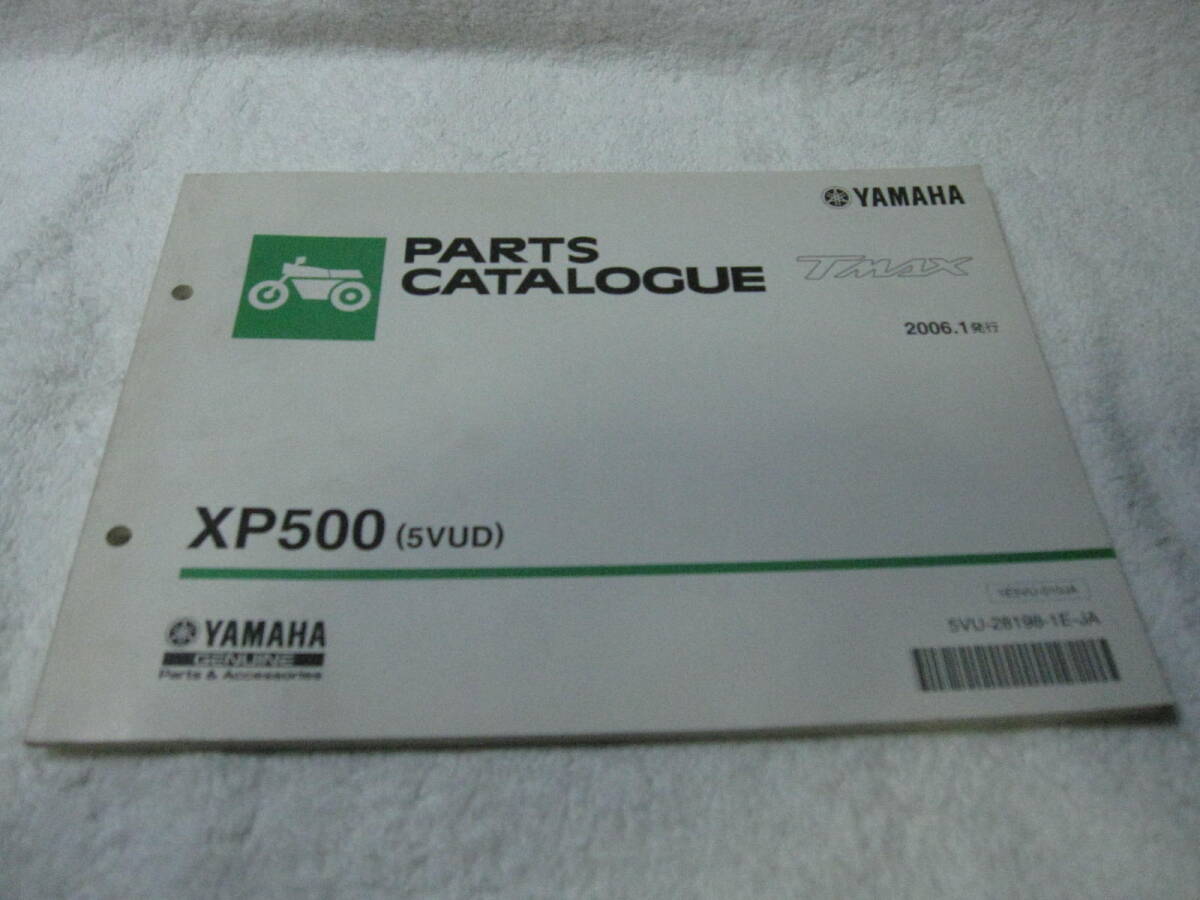 YAMAHA
PARTS
CATALOGUE
TMAX
2006.1発行
XP500 (5VUD)
YAMAHA
GENUINE
Parts & Accessories
5VU-28198-1E-JA